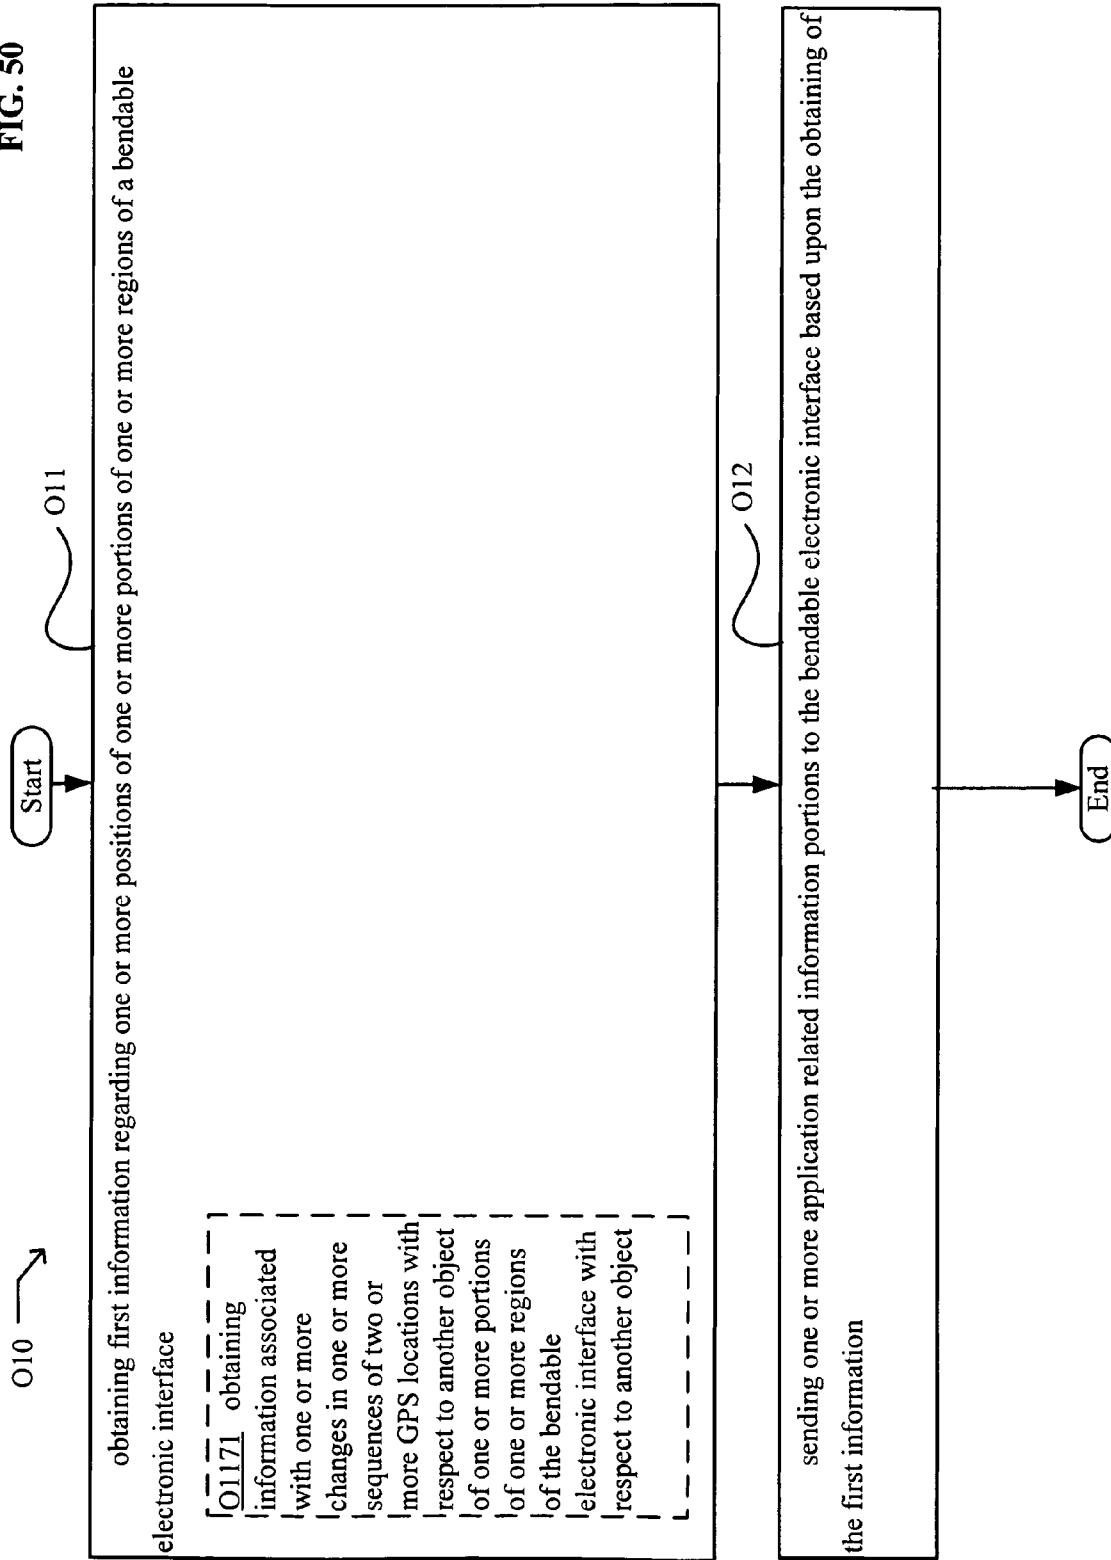 FIG. 50
O10
Start
O11
obtaining first information regarding one or more positions of one or more portions of one or more regions of a bendable
electronic interface
O1171 obtaining
information associated
with one or more
changes in one or more
sequences of two or
more GPS locations with
respect to another object
of one or more portions
of one or more regions
of the bendable
electronic interface with
respect to another object
O12
sending one or more application related information portions to the bendable electronic interface based upon the obtaining of
the first information
End